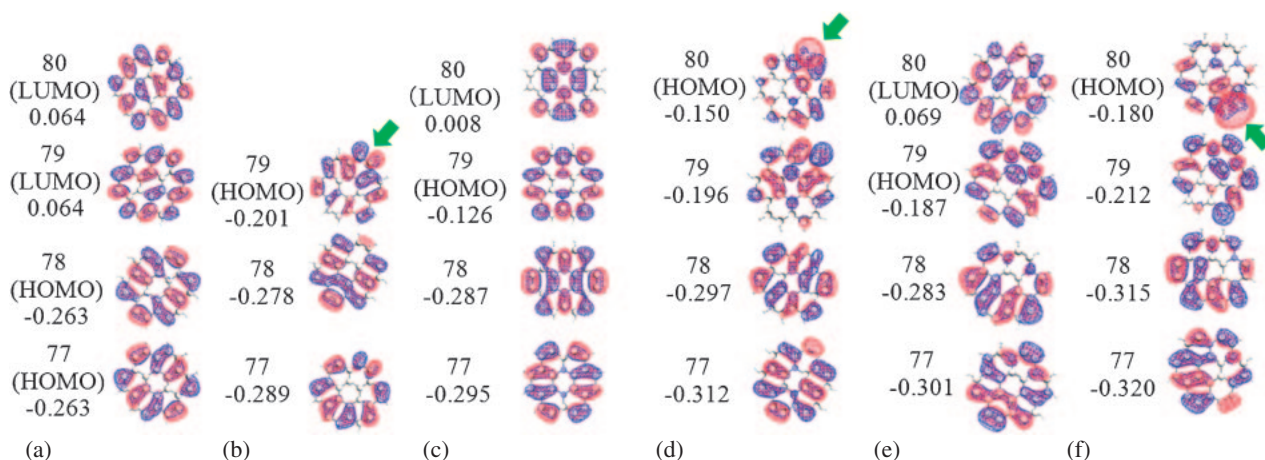 80
(LUMO)
0.064
79
(LUMO)
0.064
78
(HOMO)
-0.263
77
(HOMO)
-0.263
(a)
79
(HOMO)
-0.201
78
-0.278
77
-0.289
(b)
80
(LUMO)
0.008
79
(HOMO)
-0.126
78
-0.287
77
-0.295
(c)
80
(HOMO)
-0.150
79
-0.196
78
-0.297
77
-0.312
(d)
80
(LUMO)
0.069
79
(HOMO)
-0.187
78
-0.283
77
-0.301
(e)
80
(HOMO)
-0.180
79
-0.212
78
-0.315
77
-0.320
(f)